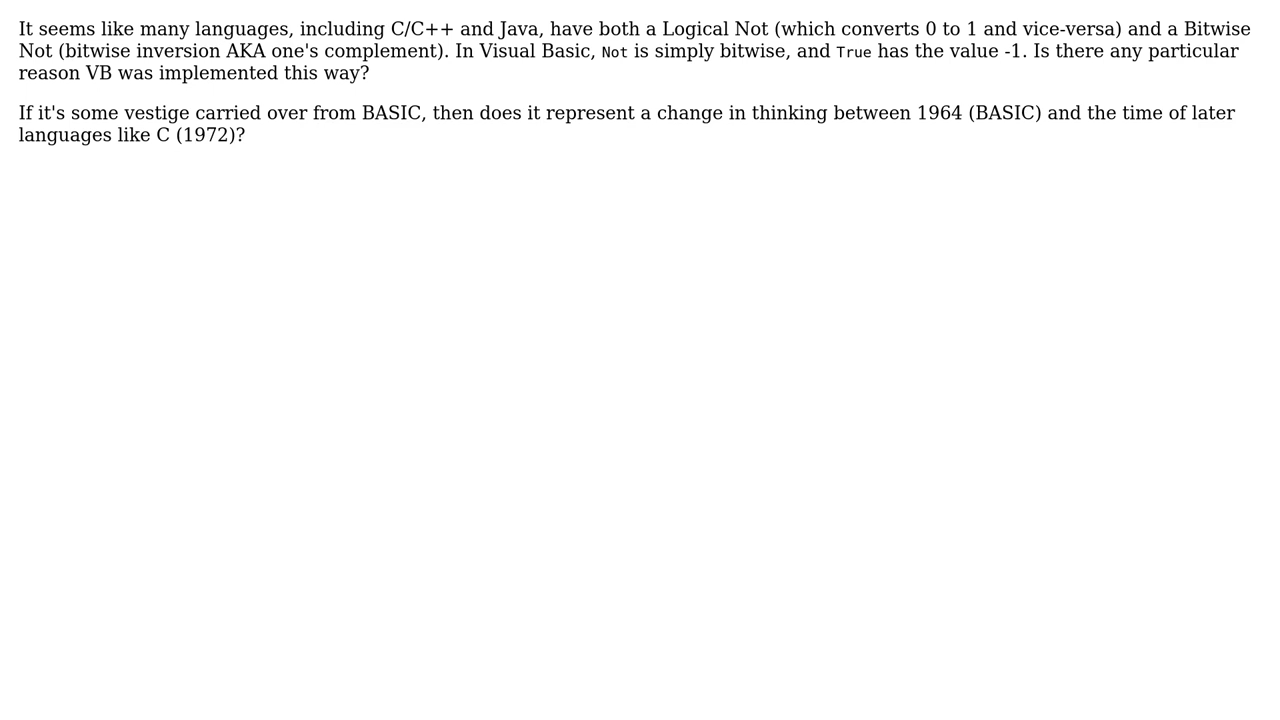 It seems like many languages, including C/C++ and Java, have both a Logical Not (which converts 0 to 1 and vice-versa) and a Bitwise
Not (bitwise inversion AKA one's complement). In Visual Basic, Not is simply bitwise, and True has the value -1. Is there any particular
reason VB was implemented this way?
If it's some vestige carried over from BASIC, then does it represent a change in thinking between 1964 (BASIC) and the time of later
languages like C (1972)?